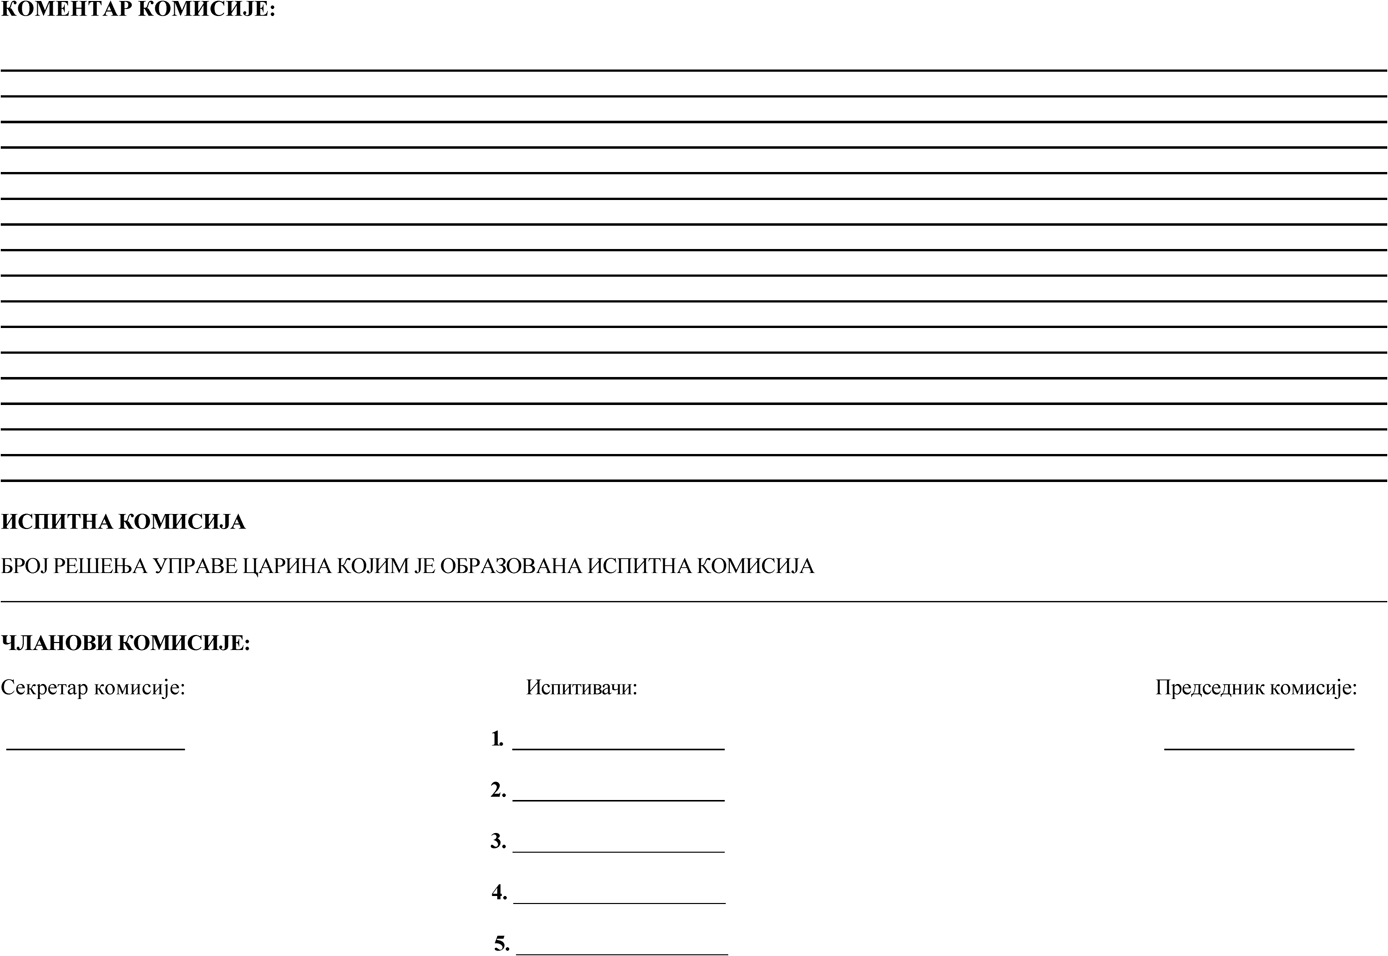 КОМЕНТАР КОМИСИЈЕ:
ИСПИТНА КОМИСИЈА
БРОЈ РЕШЕЊА УПРАВЕ ЦАРИНА КОЈИМ ЈЕ ОБРАЗОВАНА ИСПИТНА КОМИСИЈА
ЧЛАНОВИ КОМИСИЈЕ:
Секретар комисије: Испитивачи: Председник комисије:
1.
2.
3.
4.
5.